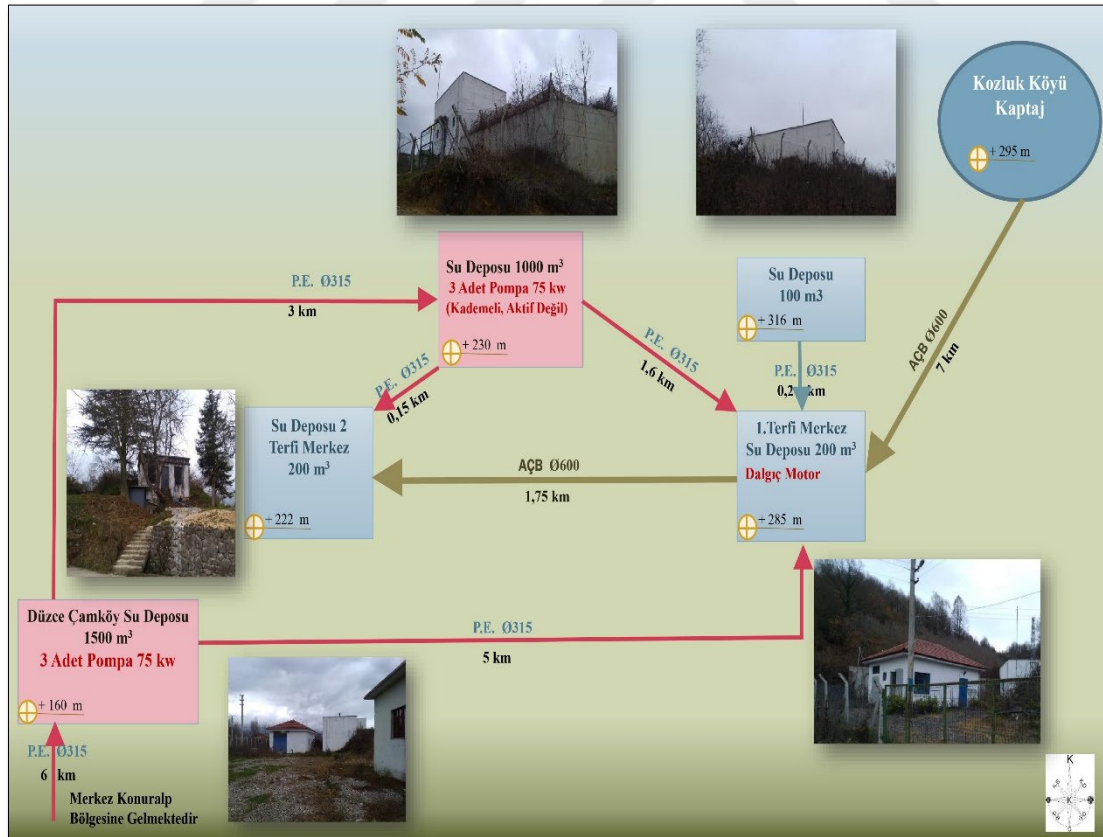 Kozluk Köyü
Kaptaj
+ 295 m
P.E. Ø315
3 km
Su Deposu 1000 m³
3 Adet Pompa 75 kw
(Kademeli, Aktif Değil)
+ 230 m
Su Deposu
100 m3
+ 316 m
AÇB Ø600
7 km
P.E. Ø315
1,6 km
P.E. Ø315
P.E. Ø315
0,15 km
Su Deposu 2
Terfi Merkez
200 m³
+ 222 m
AÇB Ø600
1,75 km
1.Terfi Merkez
Su Deposu 200 m³
Dalgıç Motor
+ 285 m
Düzce Çamköy Su Deposu
1500 m³
3 Adet Pompa 75 kw
+ 160 m
P.E. Ø315
5 km
P.E. Ø315
6 km
Merkez Konuralp
Bölgesine Gelmektedir
K
K